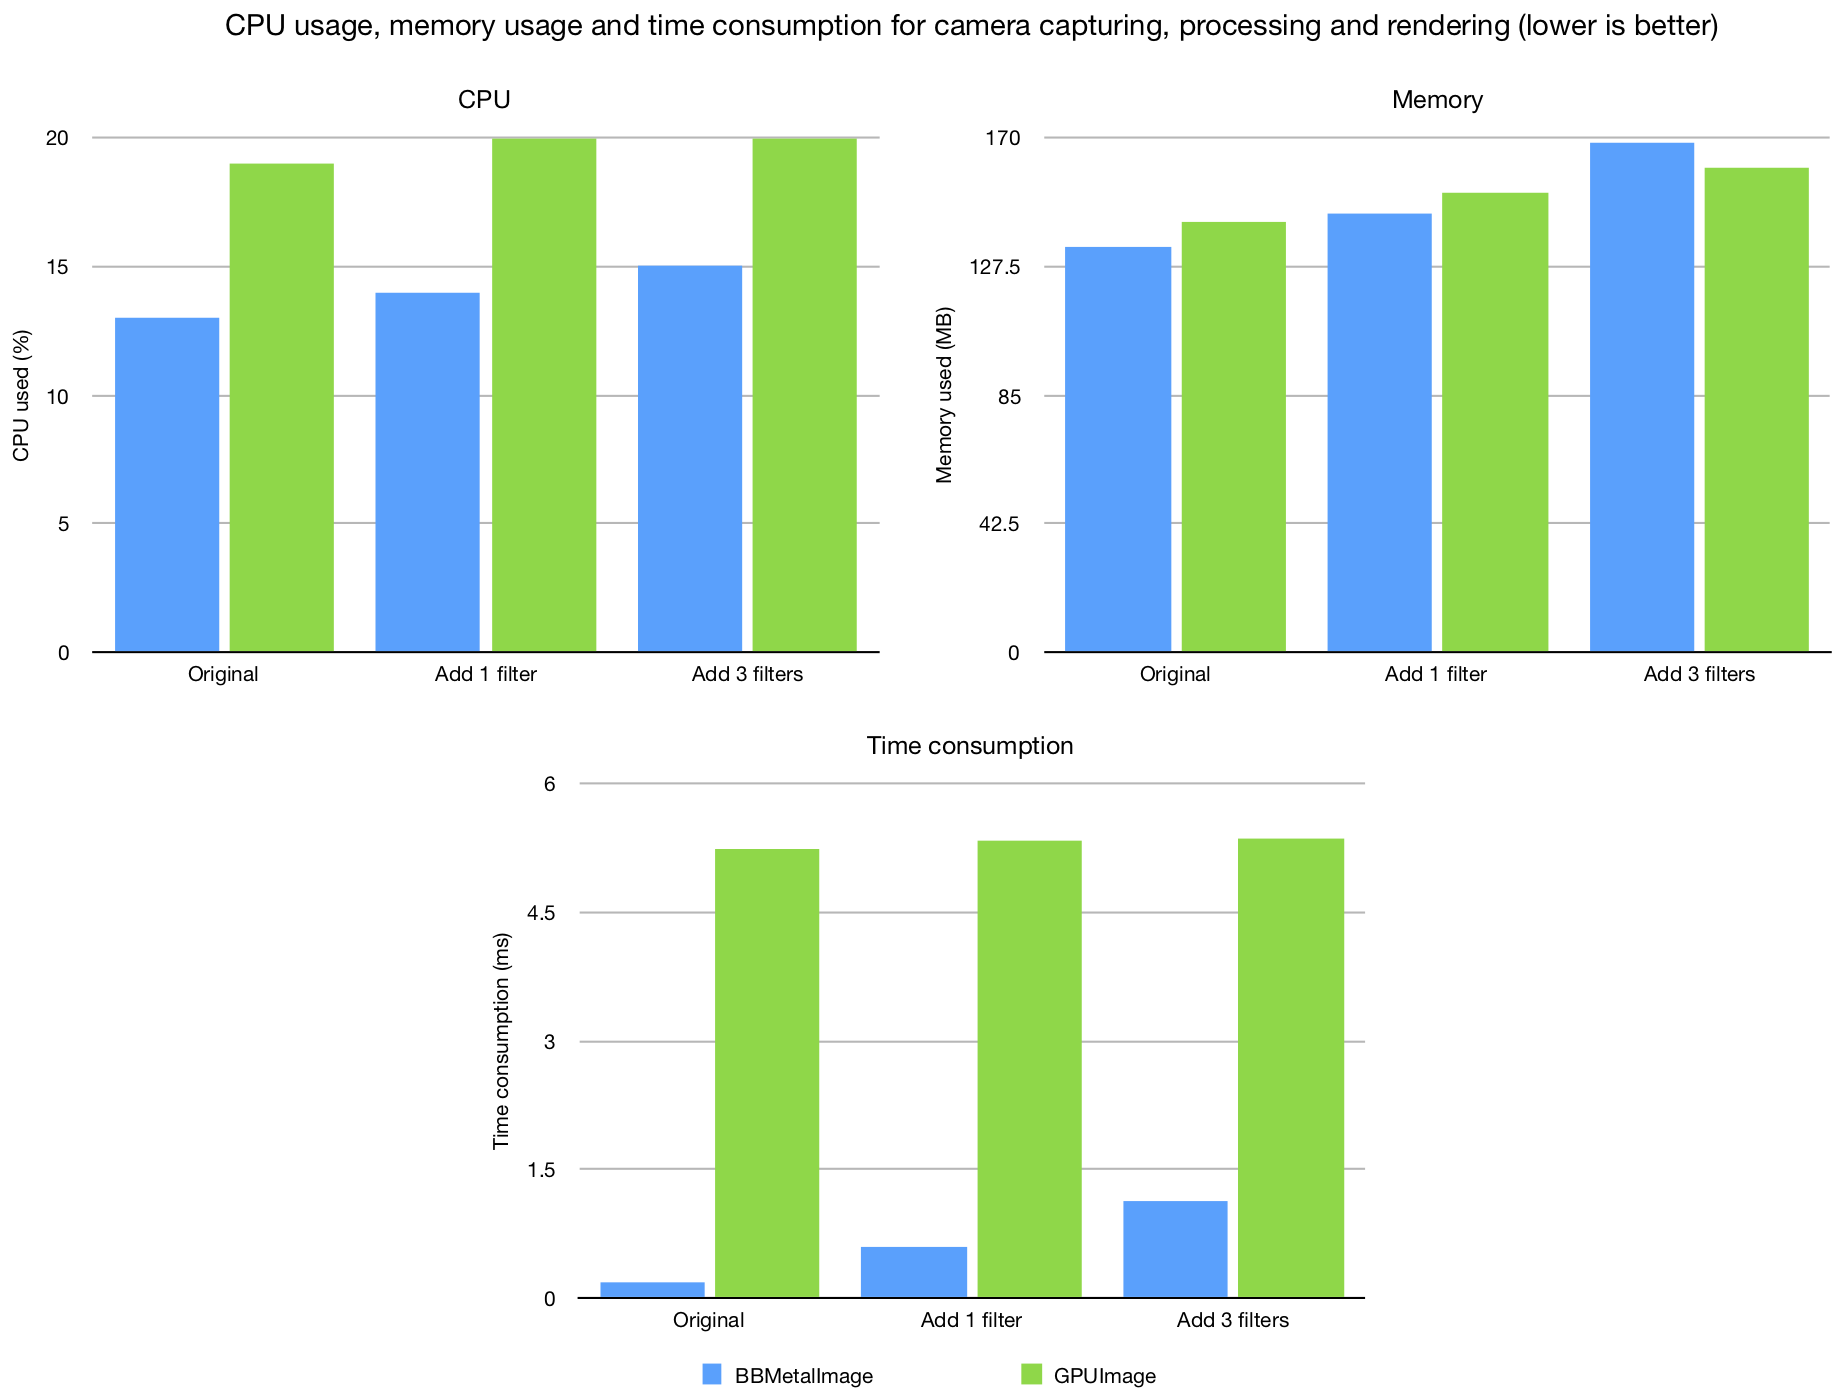 CPU usage, memory usage and time consumption for camera capturing, processing and rendering (lower is better)
CPU
20
15
10
5
0
CPU used (%)
Original
Add 1 filter
Add 3 filters
Memory
170
127.5
85
42.5
0
Memory used (MB)
Original
Add 1 filter
Add 3 filters
Time consumption
6
4.5
3
1.5
0
Time consumption (ms)
Original
Add 1 filter
Add 3 filters
BBMetalImage
GPUImage